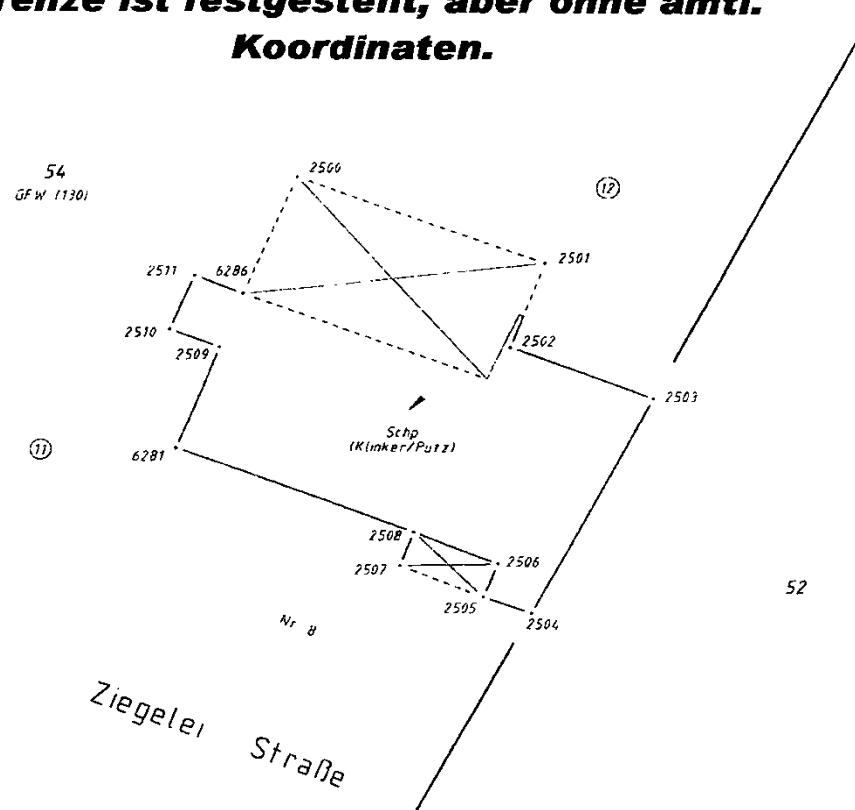 renze ist festgestellt, aber ohne amtl.
Koordinaten.
54
GFW (130)
2500
12
2501
2511
6286
2510
2509
2502
2503
Schp
(Klinker/Putz)
11
6281
2508
2507
2506
2505
2504
52
Nr 8
Ziegelei Straße